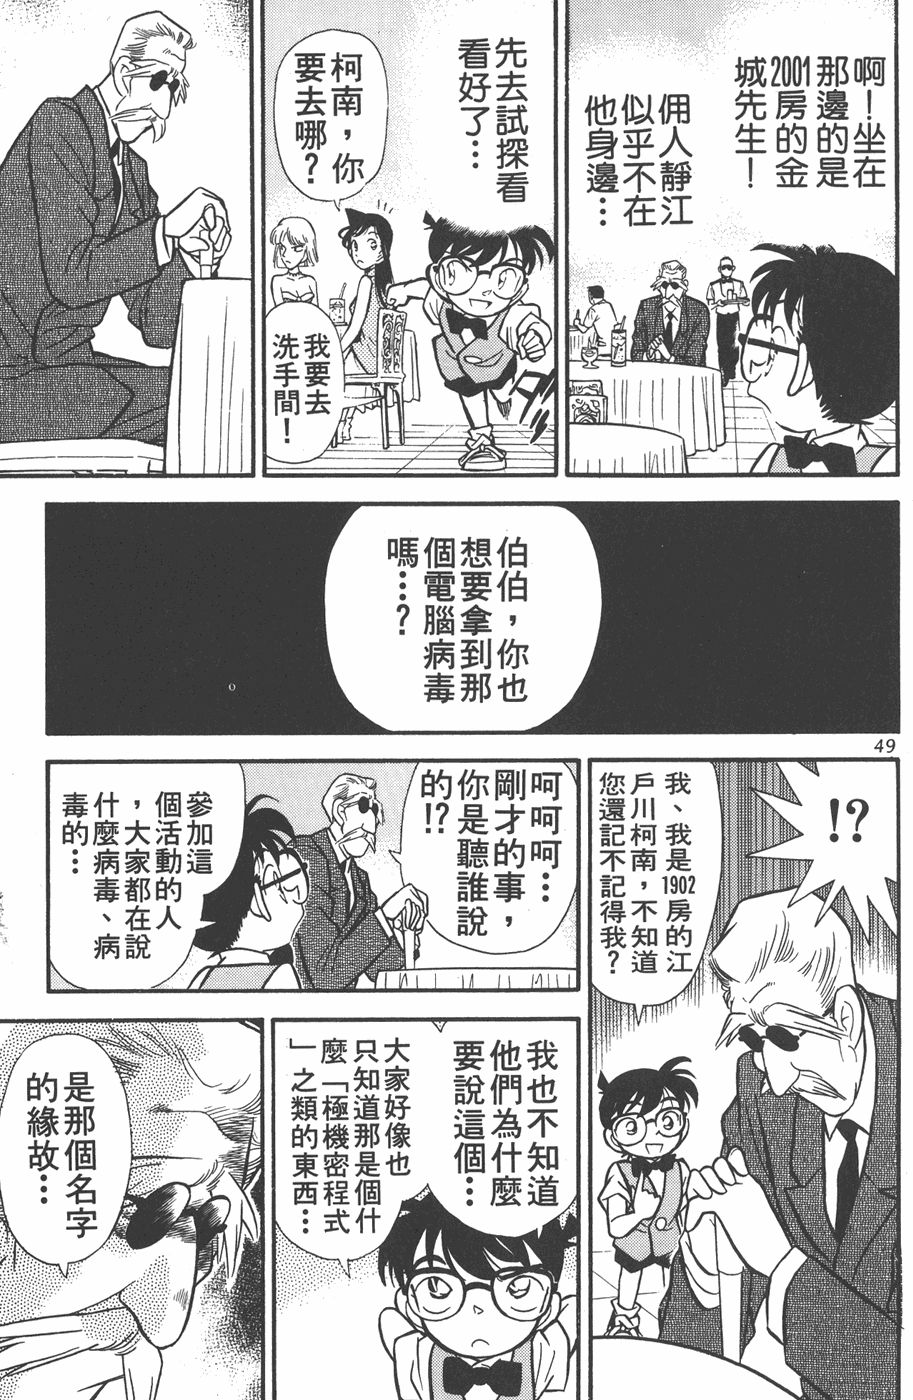 啊！坐在
那邊的是
2001房的金
城先生！
佣人靜江
似乎不在
他身邊…
先去試探看
看好了…
柯南，你
要去哪？
我要去
洗手間！
伯伯，你也
想要拿到那
個電腦病毒
嗎…？
49
!?
我、我是1902房的江
戶川柯南，不知道
您還記不記得我？
呵呵呵…
剛才的事，
你是聽誰說
的!?
參加這
個活動的人
，大家都在說
什麼病毒、病
毒的…
我也不知道
他們為什麼
要說這個…
大家好像也
只知道那是個什
麼「極機密程式
」之類的東西…
是那個名字
的緣故…